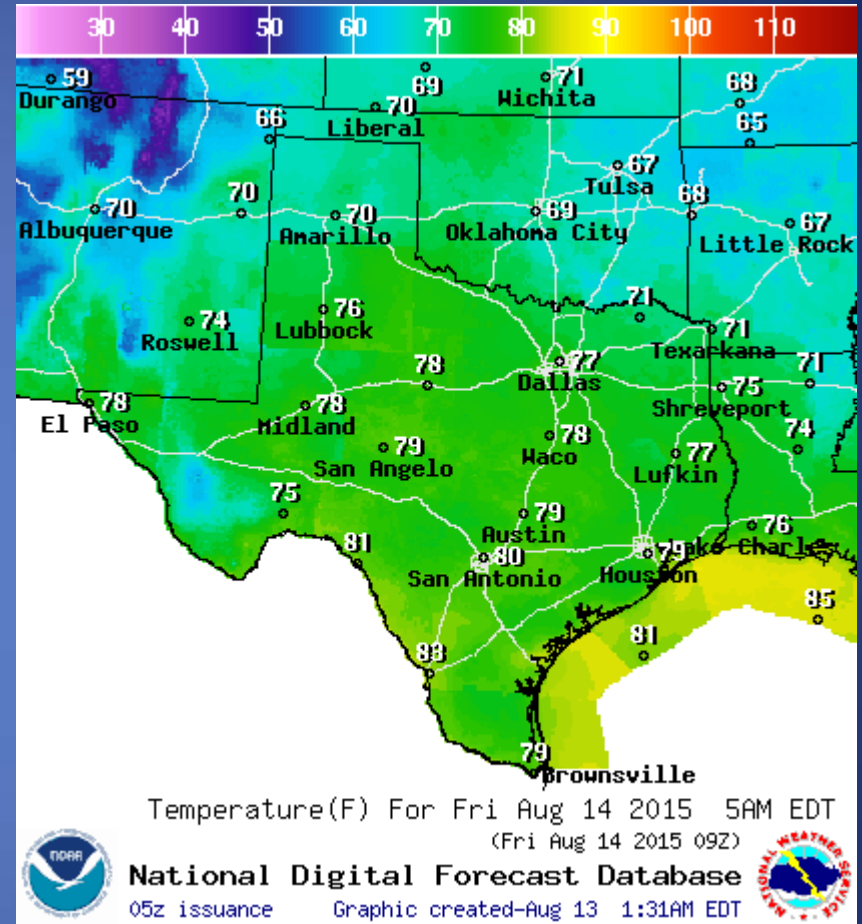 30 40 50 60 70 80 90 100 110
59
Durango
69
71
Wichita
68
70
Liberal
66
65
67
Tulsa
70
Albuquerque
70
70
Amarillo
69
Oklahoma City
68
67
Little Rock
74
Roswell
76
Lubbock
71
71
Texarkana
77
Dallas
78
71
75
Shreveport
78
El Paso
78
Midland
79
San Angelo
78
Waco
77
Lufkin
74
75
79
Austin
76
81
80
San Antonio
79
Houston
85
81
83
79
Brownsville
Temperature(F) For Fri Aug 14 2015 5AM EDT
(Fri Aug 14 2015 09Z)
National Digital Forecast Database
05z issuance Graphic created-Aug 13 1:31AM EDT
NOAA
NATIONAL WEATHER SERVICE